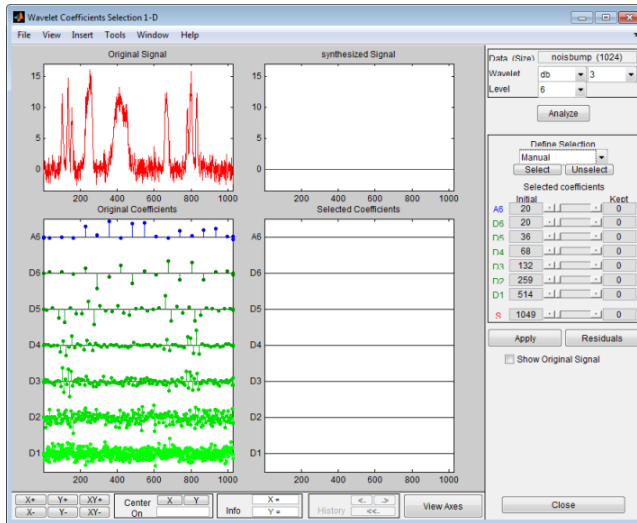 Wavelet Coefficients Selection 1-D
File View Insert Tools Window Help
Original Signal
15
10
5
0
200 400 600 800 1000
synthesized Signal
15
10
5
0
200 400 600 800 1000
Original Coefficients
A6
D6
D5
D4
D3
D2
D1
0 200 400 600 800 1000
Selected Coefficients
A6
D6
D5
D4
D3
D2
D1
0 200 400 600 800 1000
Data (Size) noisbump (1024)
Wavelet db 3
Level 6
Analyze
Define Selection
Manual
Select Unselect
Selected coefficients
Initial Kept
A6 20 0
D6 20 0
D5 36 0
D4 68 0
D3 132 0
D2 259 0
D1 514 0
S 1049 0
Apply Residuals
Show Original Signal
X+ Y+ XY+
X- Y- XY-
Center On X Y
Info X = Y =
History <- -> <<-
View Axes
Close